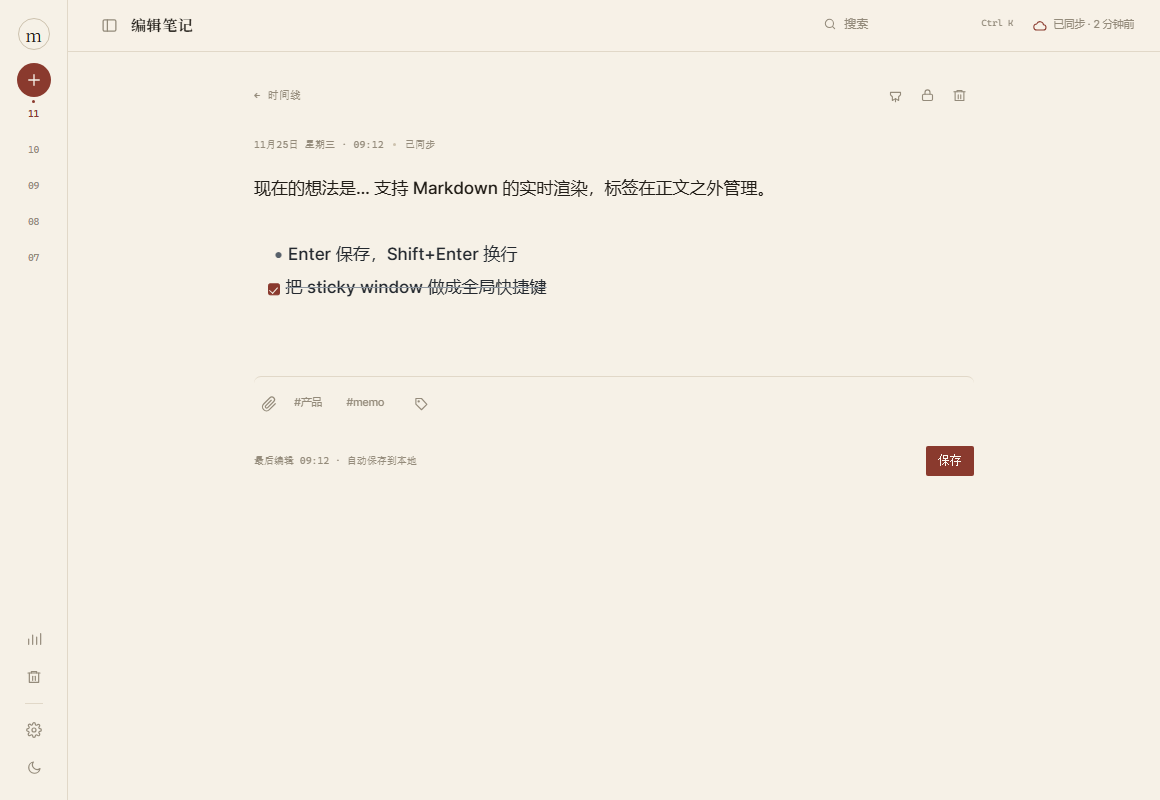 m
编辑笔记
搜索
Ctrl K
已同步 · 2 分钟前
11
10
09
08
07
← 时间线
11月25日 星期三 · 09:12 · 已同步
现在的想法是... 支持 Markdown 的实时渲染，标签在正文之外管理。
• Enter 保存，Shift+Enter 换行
把 sticky window 做成全局快捷键
#产品 #memo
最后编辑 09:12 · 自动保存到本地
保存